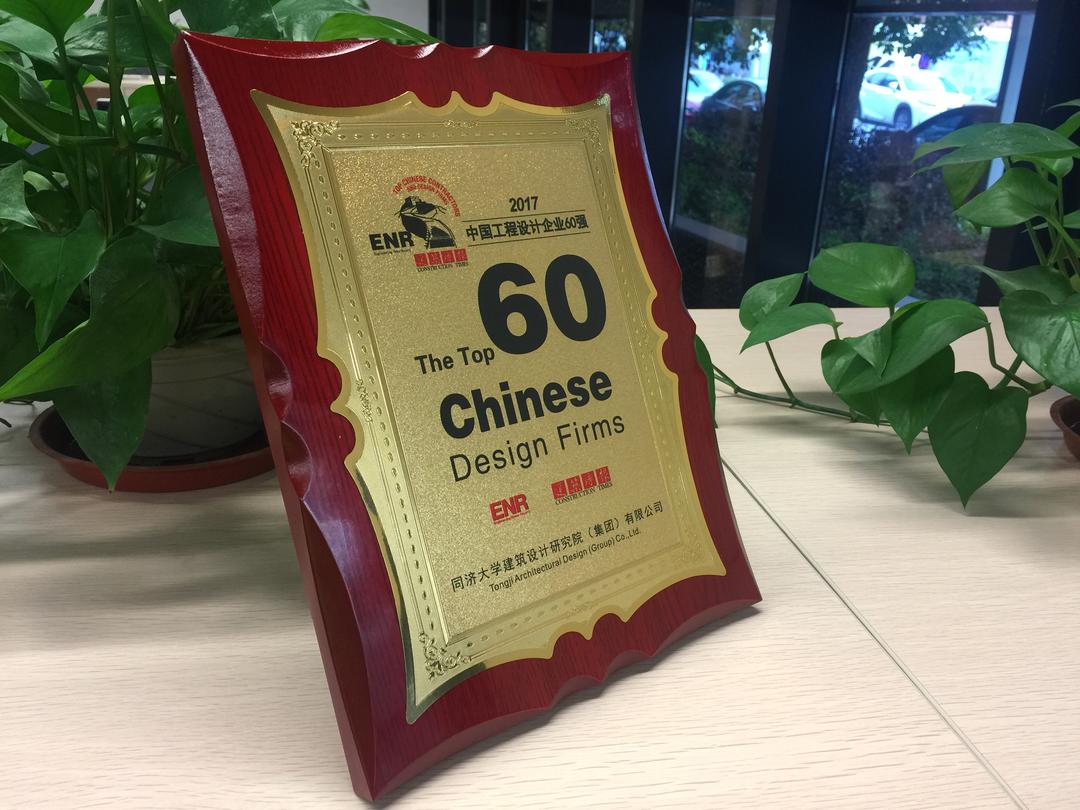 TOP CHINESE CONTRACTORS
AND DESIGN FIRMS
ENR
CONSTRUCTION TIMES
2017
中国工程设计企业60强
60
The Top
Chinese
Design Firms
ENR
CONSTRUCTION TIMES
同济大学建筑设计研究院（集团）有限公司
Tongji Architectural Design (Group) Co.,Ltd.